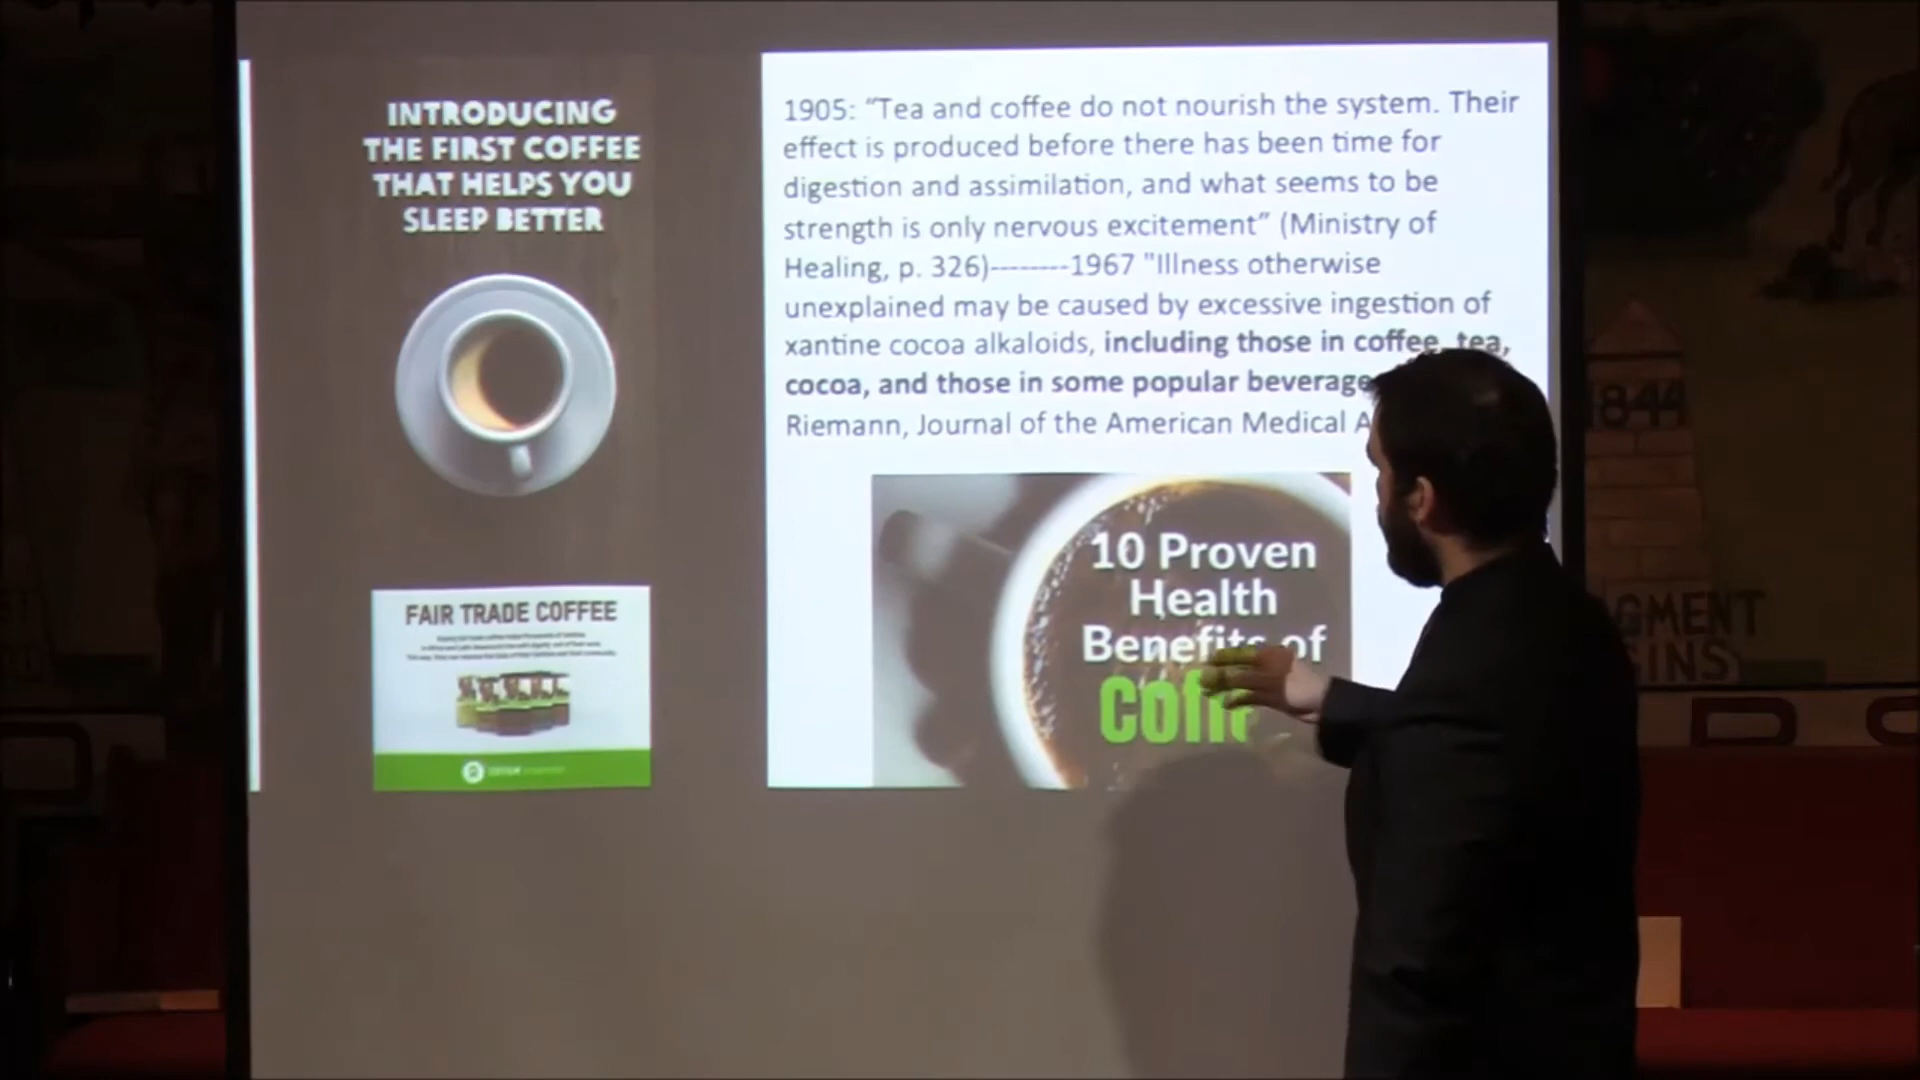 INTRODUCING
THE FIRST COFFEE
THAT HELPS YOU
SLEEP BETTER
FAIR TRADE COFFEE
1905: “Tea and coffee do not nourish the system. Their
effect is produced before there has been time for
digestion and assimilation, and what seems to be
strength is only nervous excitement” (Ministry of
Healing, p. 326)--------1967 "Illness otherwise
unexplained may be caused by excessive ingestion of
xantine cocoa alkaloids, including those in coffee, tea,
cocoa, and those in some popular beverage
Riemann, Journal of the American Medical A
10 Proven
Health
Benefits of
coff
1844
GMENT
SINS